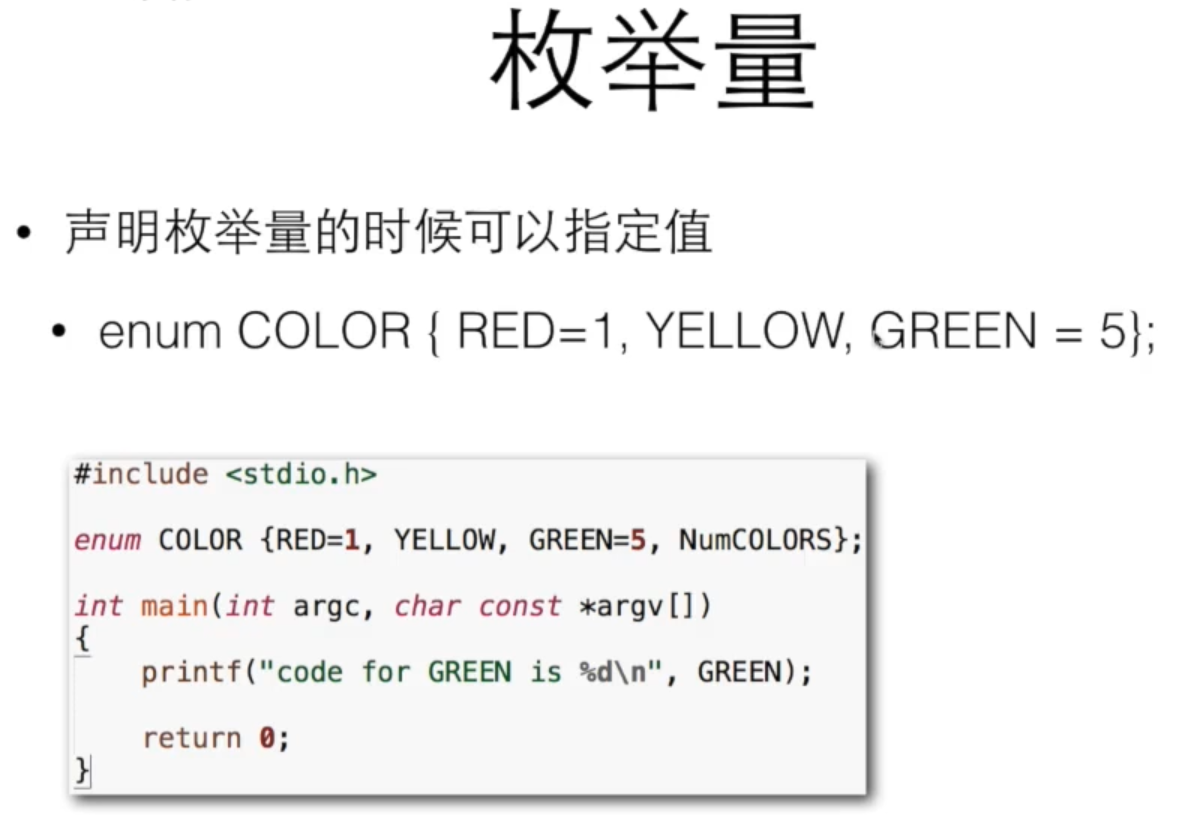 枚举量
• 声明枚举量的时候可以指定值
• enum COLOR { RED=1, YELLOW, GREEN = 5};
#include <stdio.h>
enum COLOR {RED=1, YELLOW, GREEN=5, NumCOLORS};
int main(int argc, char const *argv[])
{
    printf("code for GREEN is %d\n", GREEN);
    return 0;
}